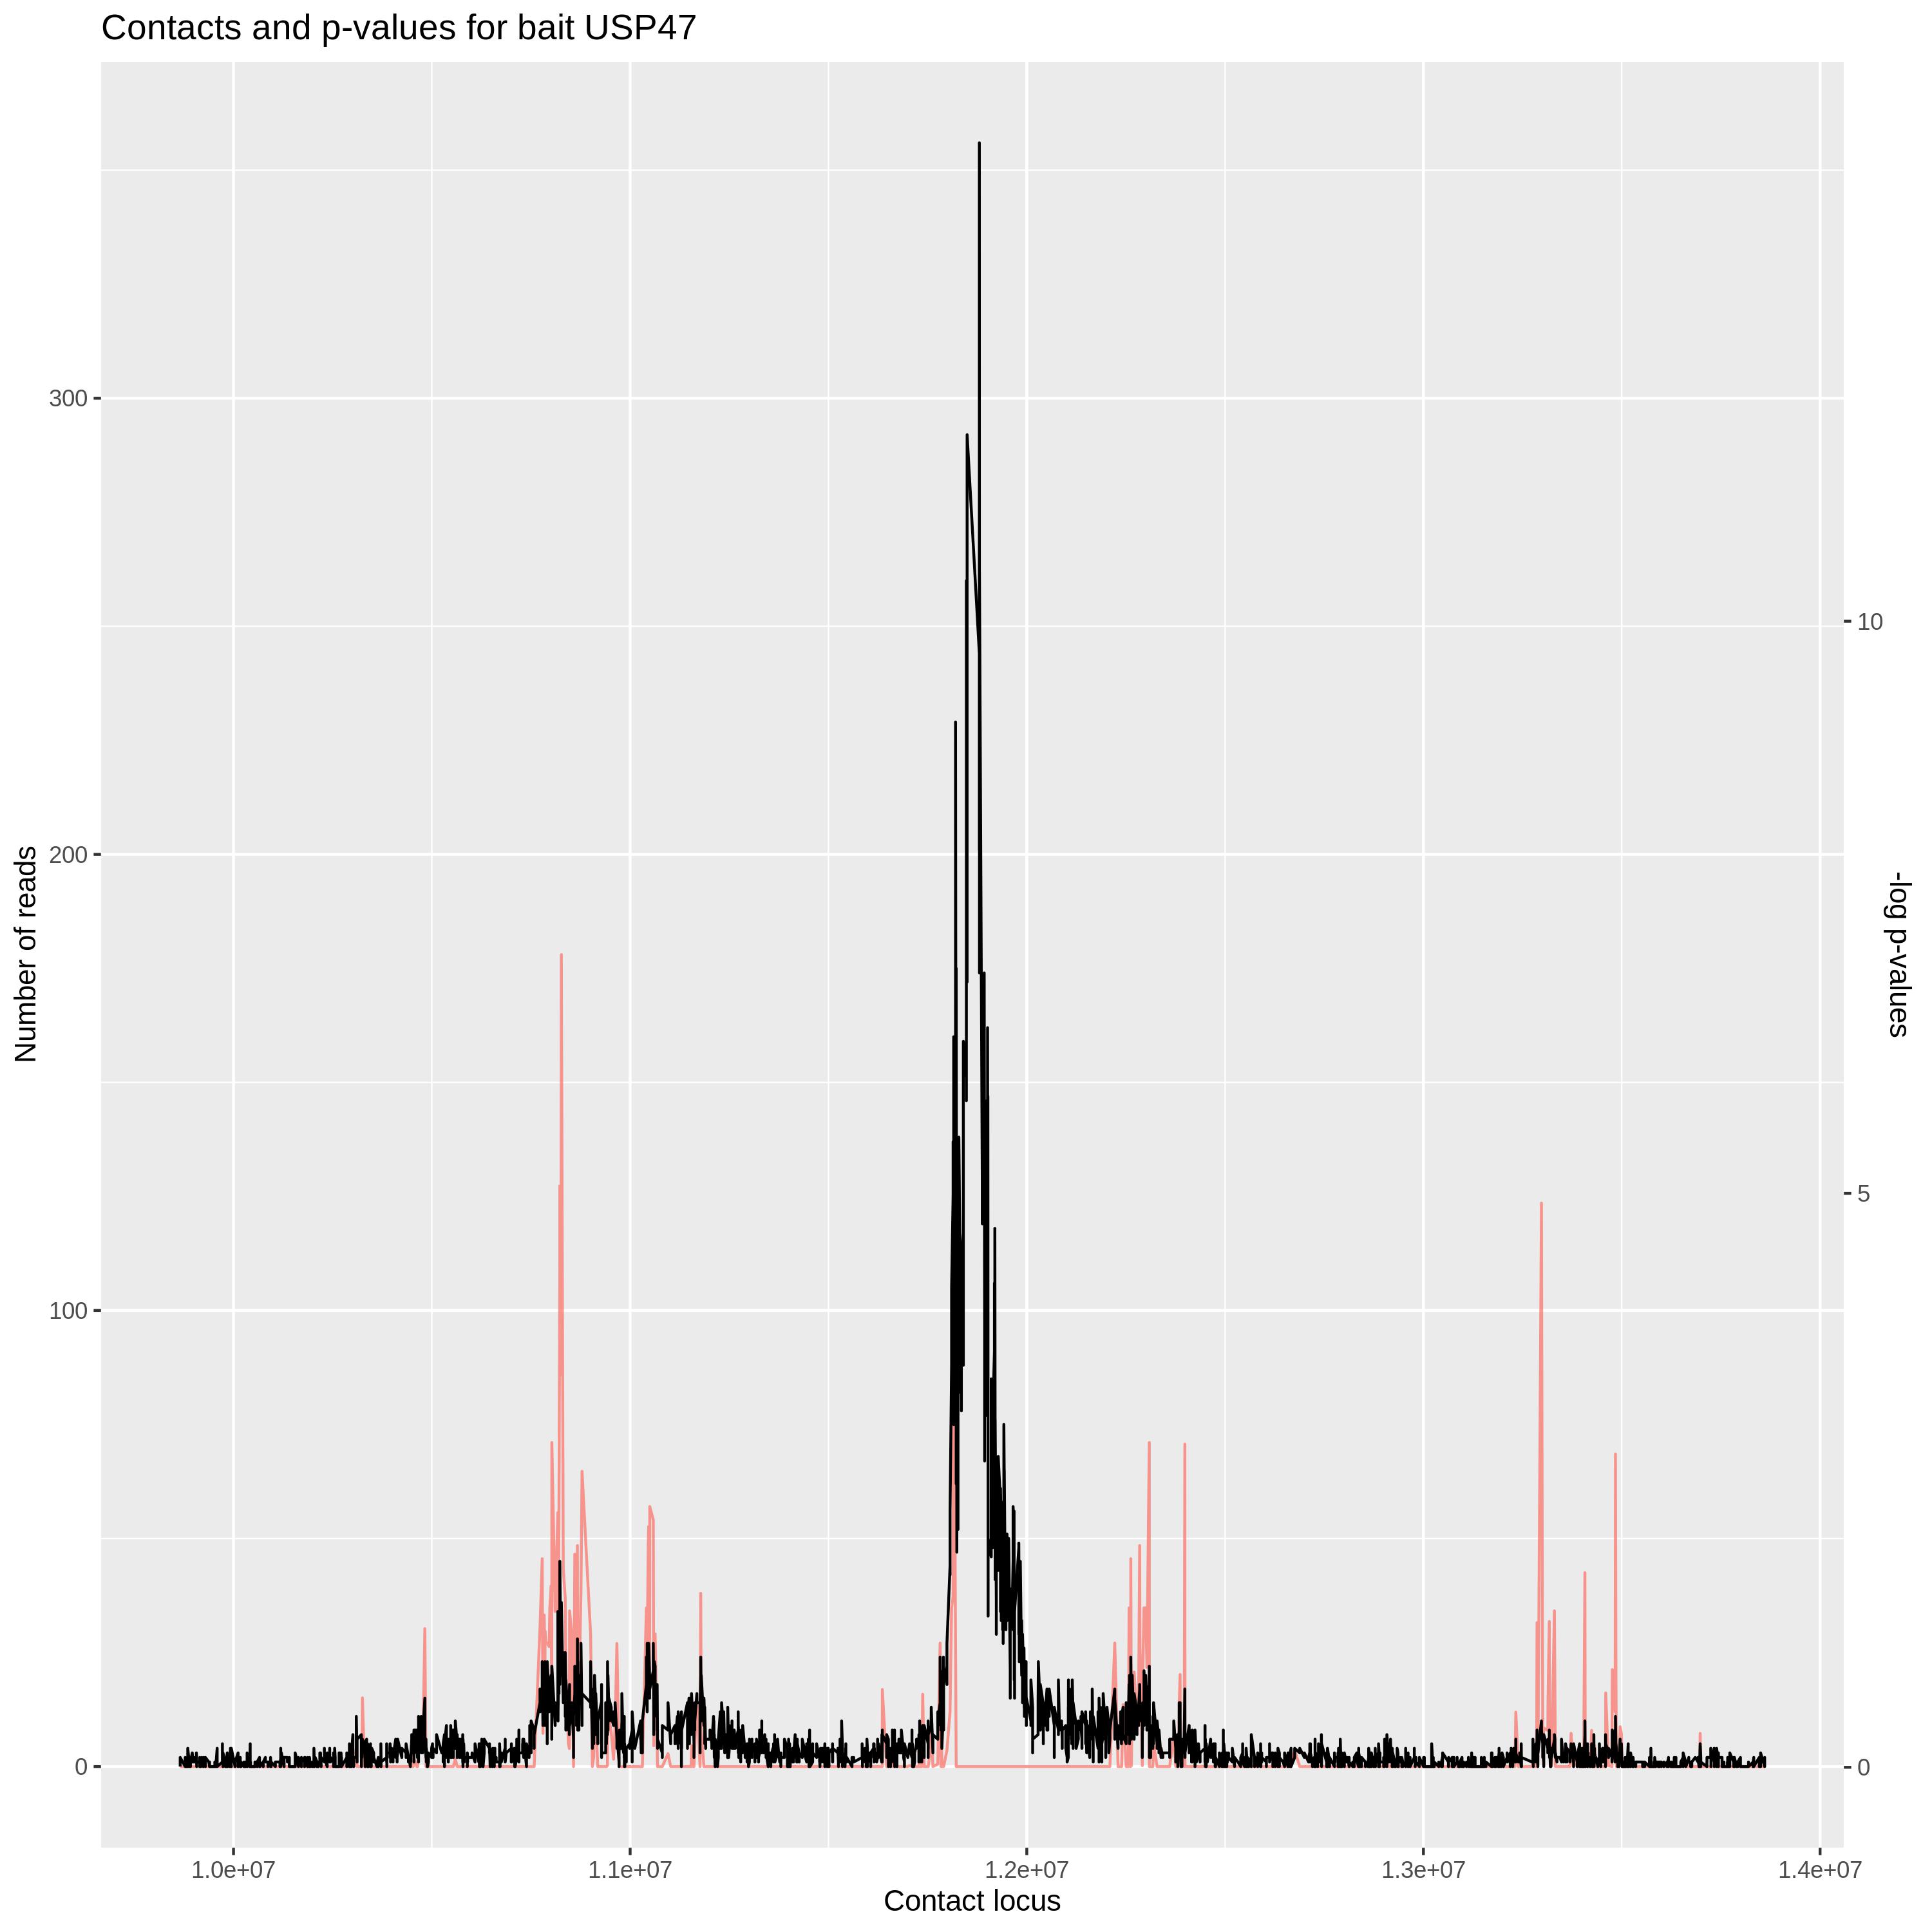 Contacts and p-values for bait USP47
300
200
100
0
Number of reads
10
5
0
-log p-values
1.0e+07
1.1e+07
1.2e+07
1.3e+07
1.4e+07
Contact locus